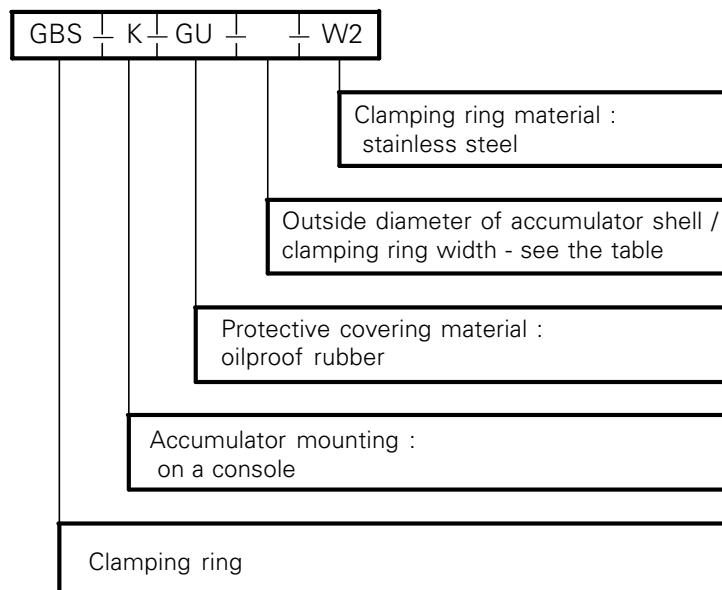 GBS K GU W2
Clamping ring material :
stainless steel
Outside diameter of accumulator shell /
clamping ring width - see the table
Protective covering material :
oilproof rubber
Accumulator mounting :
on a console
Clamping ring